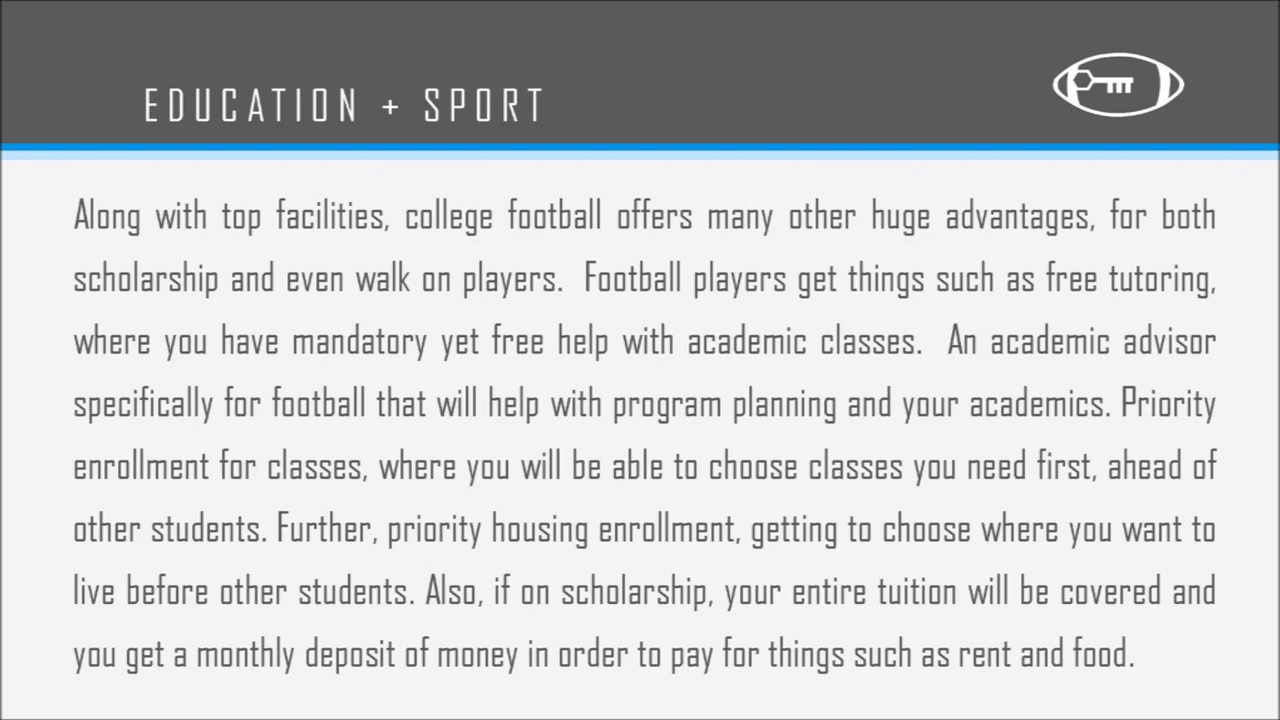 EDUCATION + SPORT
Along with top facilities, college football offers many other huge advantages, for both
scholarship and even walk on players.  Football players get things such as free tutoring,
where you have mandatory yet free help with academic classes.  An academic advisor
specifically for football that will help with program planning and your academics. Priority
enrollment for classes, where you will be able to choose classes you need first, ahead of
other students. Further, priority housing enrollment, getting to choose where you want to
live before other students. Also, if on scholarship, your entire tuition will be covered and
you get a monthly deposit of money in order to pay for things such as rent and food.